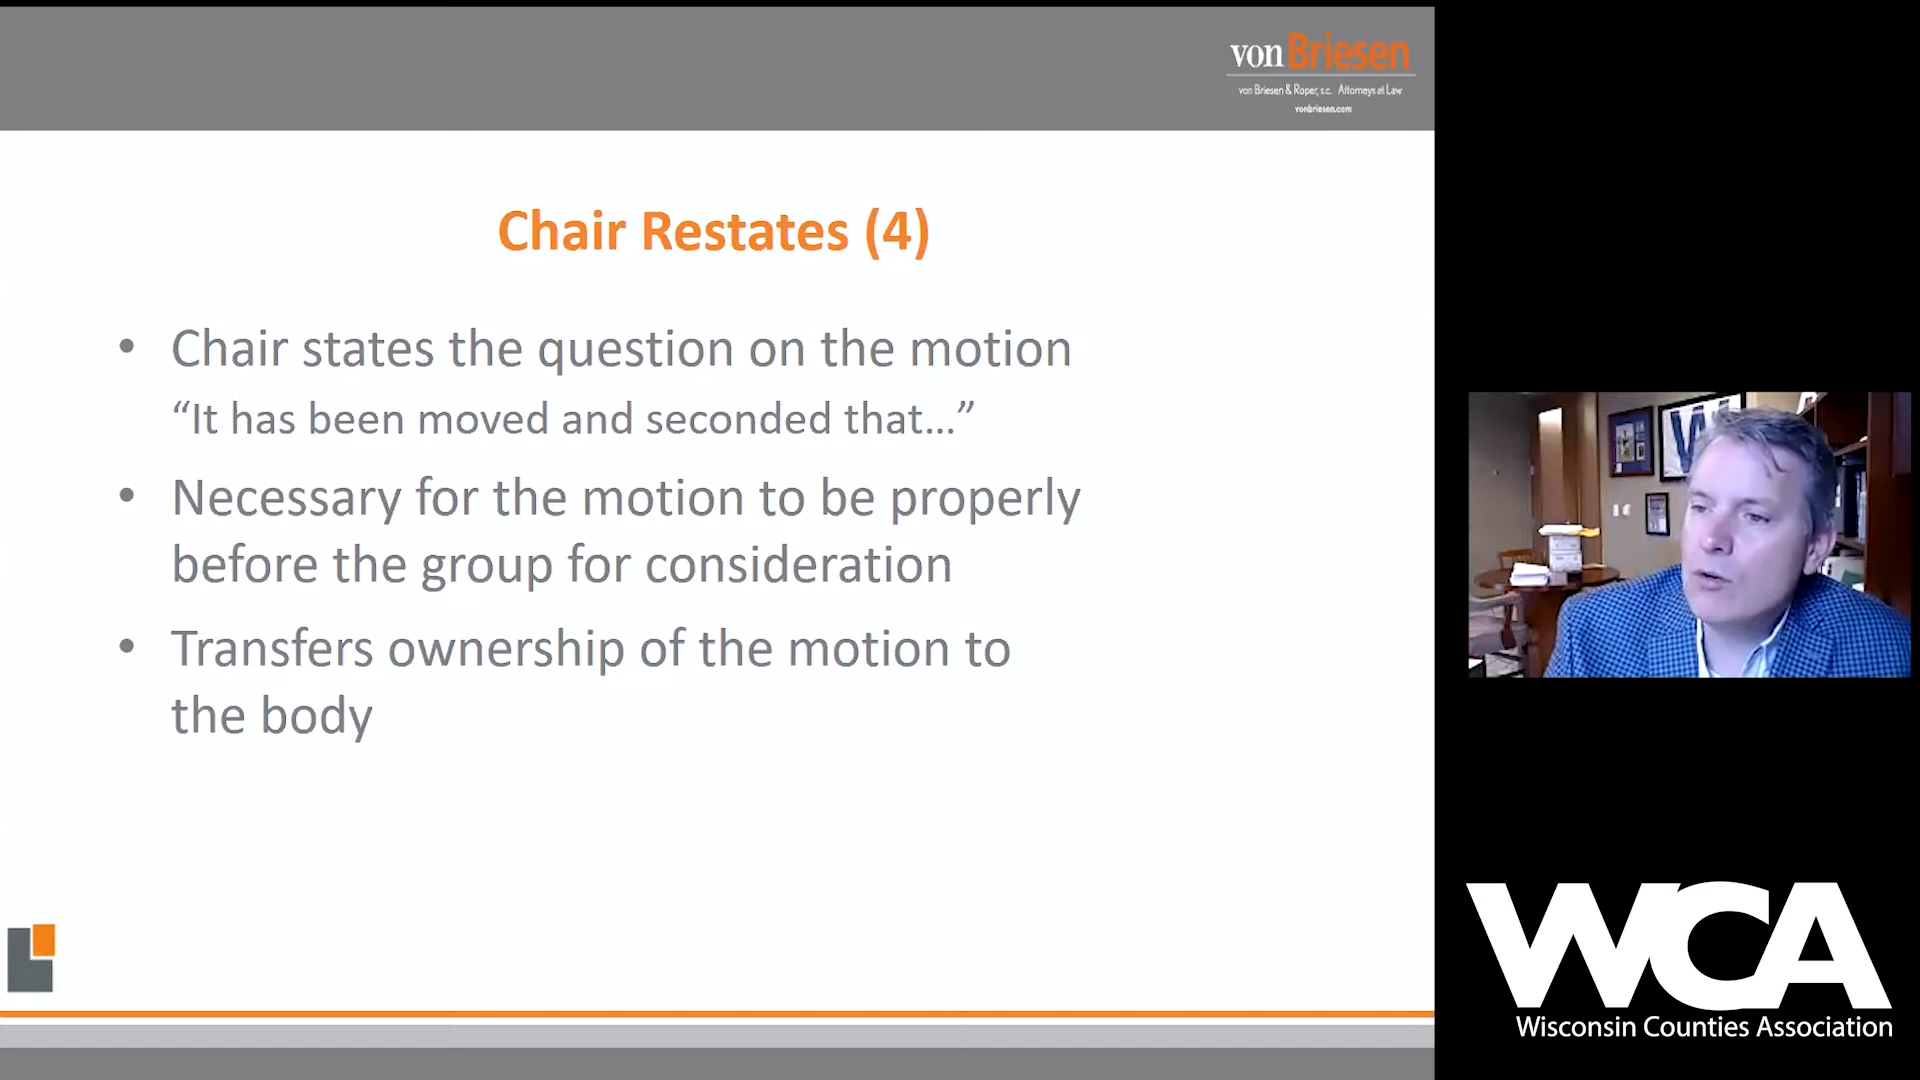 von Briesen
von Briesen & Roper, s.c. Attorneys at Law
vonbriesen.com
Chair Restates (4)
• Chair states the question on the motion
“It has been moved and seconded that...”
• Necessary for the motion to be properly
before the group for consideration
• Transfers ownership of the motion to
the body
W
WCA
Wisconsin Counties Association